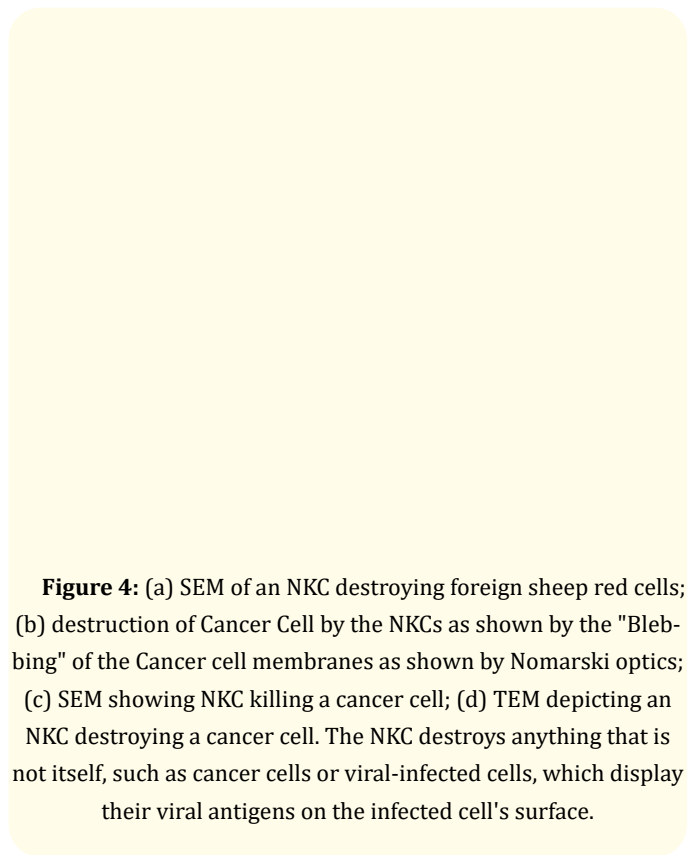 Figure 4: (a) SEM of an NKC destroying foreign sheep red cells;
(b) destruction of Cancer Cell by the NKCs as shown by the "Bleb-
bing" of the Cancer cell membranes as shown by Nomarski optics;
(c) SEM showing NKC killing a cancer cell; (d) TEM depicting an
NKC destroying a cancer cell. The NKC destroys anything that is
not itself, such as cancer cells or viral-infected cells, which display
their viral antigens on the infected cell's surface.